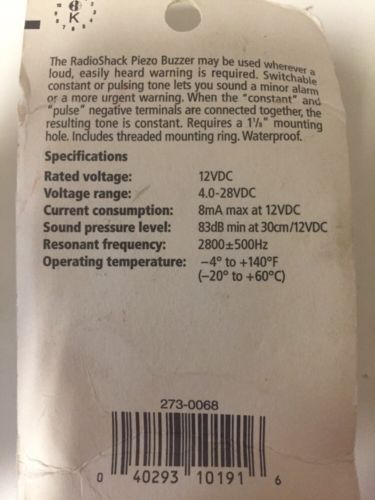 K
The RadioShack Piezo Buzzer may be used wherever a
loud, easily heard warning is required. Switchable
constant or pulsing tone lets you sound a minor alarm
or a more urgent warning. When the "constant" and
"pulse" negative terminals are connected together, the
resulting tone is constant. Requires a 1⅛" mounting
hole. Includes threaded mounting ring. Waterproof.
Specifications
Rated voltage: 12VDC
Voltage range: 4.0-28VDC
Current consumption: 8mA max at 12VDC
Sound pressure level: 83dB min at 30cm/12VDC
Resonant frequency: 2800±500Hz
Operating temperature: –4° to +140°F
(–20° to +60°C)
273-0068
0 40293 10191 6